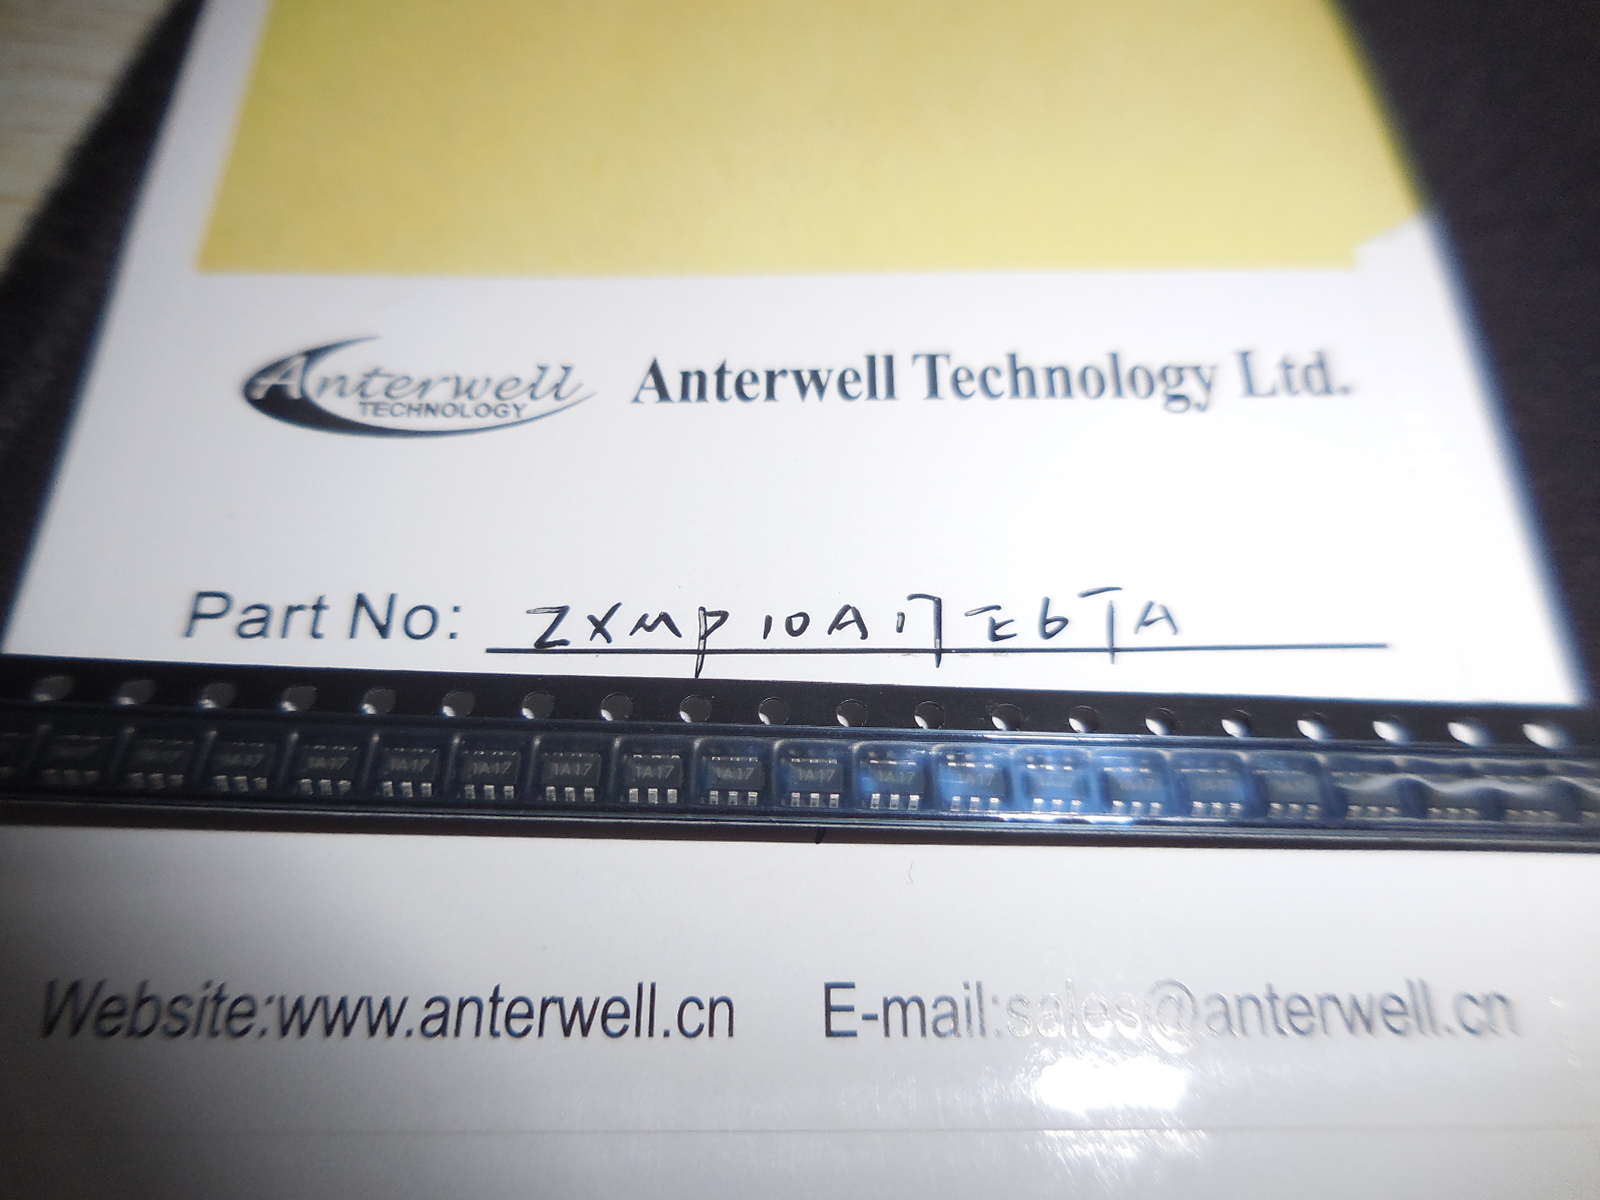 Anterwell TECHNOLOGY
Anterwell Technology Ltd.
Part No: ZXMP10A17E6TA
1A17 1A17 1A17 1A17 1A17 1A17 1A17 1A17 1A17
Website:www.anterwell.cn E-mail:sales@anterwell.cn